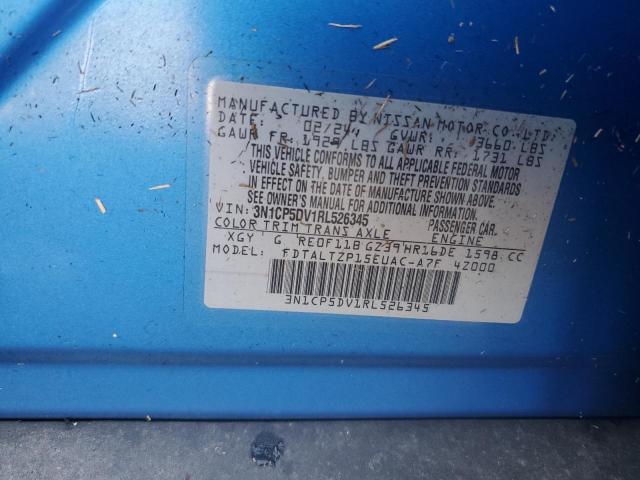 MANUFACTURED BY NISSAN MOTOR CO.,LTD.
DATE: 02/24 GVWR: 3660 LBS
GAWR FR: 1929 LBS GAWR RR: 1731 LBS
THIS VEHICLE CONFORMS TO ALL APPLICABLE FEDERAL MOTOR
VEHICLE SAFETY, BUMPER AND THEFT PREVENTION STANDARDS
IN EFFECT ON THE DATE OF MANUFACTURE SHOWN ABOVE.
SEE OWNER'S MANUAL FOR ADDITIONAL INFORMATION.
VIN: 3N1CP5DV1RL526345 PASSENGER CAR
COLOR TRIM TRANS AXLE ENGINE
XGY G RE0F11B GZ39 HR16DE 1598 CC
MODEL: FDTALTZP15EUAC-A7F 4Z000
3N1CP5DV1RL526345